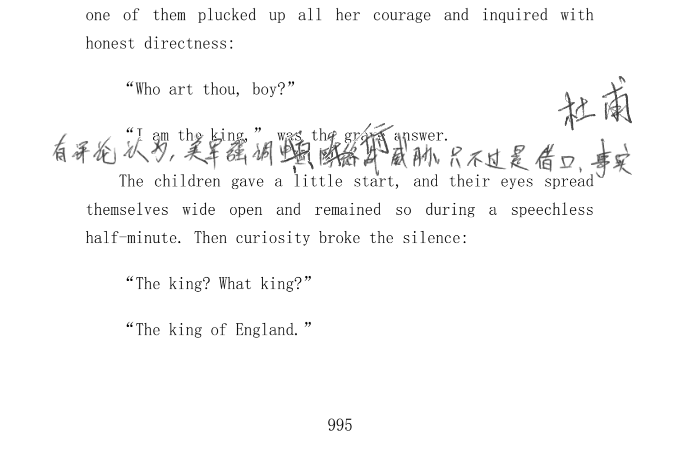 one of them plucked up all her courage and inquired with
honest directness:
“Who art thou, boy?”
杜甫
“I am the king,” was the grave answer.
有评论认为,美军强调 威胁只不过是借口,事实
The children gave a little start, and their eyes spread
themselves wide open and remained so during a speechless
half-minute. Then curiosity broke the silence:
“The king? What king?”
“The king of England.”
995